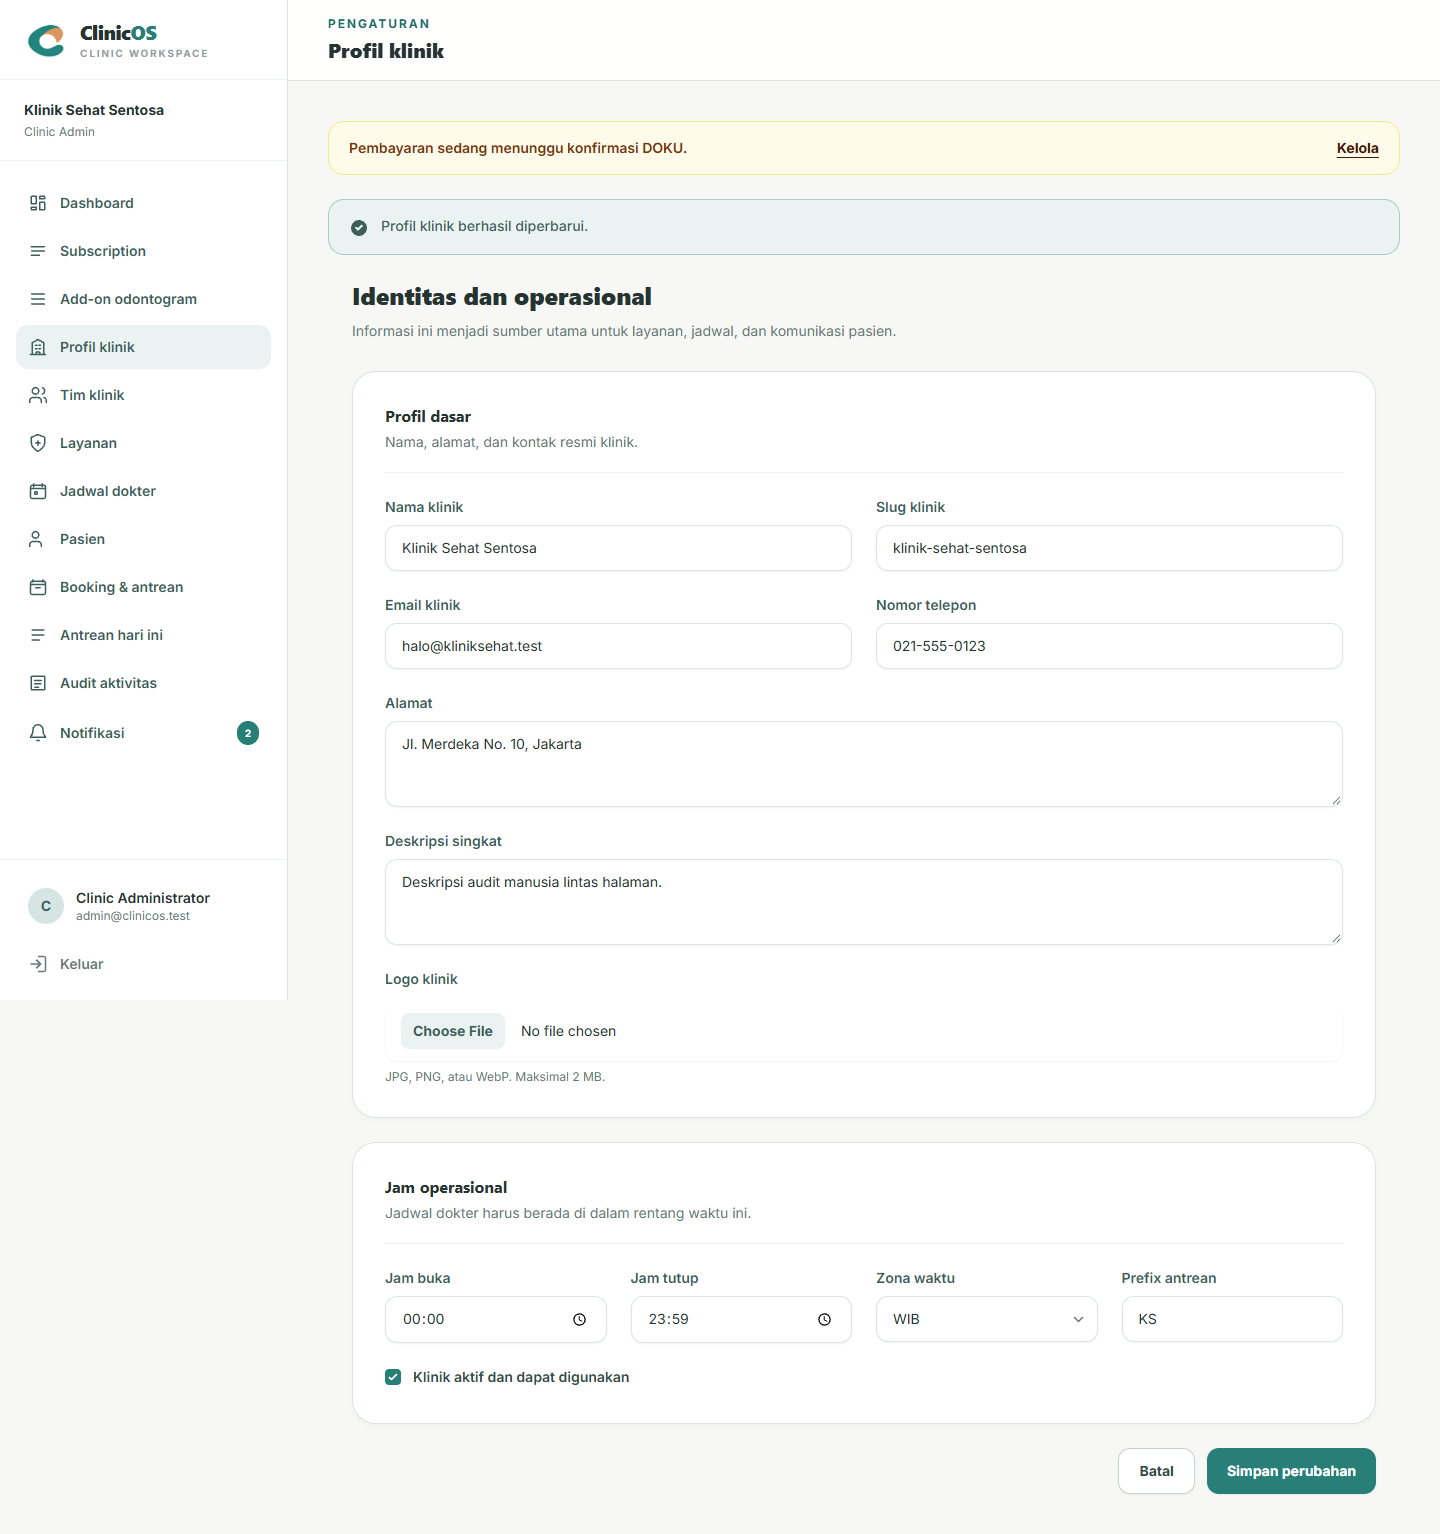 ClinicOS
CLINIC WORKSPACE
Klinik Sehat Sentosa
Clinic Admin
Dashboard
Subscription
Add-on odontogram
Profil klinik
Tim klinik
Layanan
Jadwal dokter
Pasien
Booking & antrean
Antrean hari ini
Audit aktivitas
Notifikasi 2
C
Clinic Administrator
admin@clinicos.test
Keluar
PENGATURAN
Profil klinik
Pembayaran sedang menunggu konfirmasi DOKU. Kelola
Profil klinik berhasil diperbarui.
Identitas dan operasional
Informasi ini menjadi sumber utama untuk layanan, jadwal, dan komunikasi pasien.
Profil dasar
Nama, alamat, dan kontak resmi klinik.
Nama klinik Slug klinik
Klinik Sehat Sentosa klinik-sehat-sentosa
Email klinik Nomor telepon
halo@kliniksehat.test 021-555-0123
Alamat
Jl. Merdeka No. 10, Jakarta
Deskripsi singkat
Deskripsi audit manusia lintas halaman.
Logo klinik
Choose File No file chosen
JPG, PNG, atau WebP. Maksimal 2 MB.
Jam operasional
Jadwal dokter harus berada di dalam rentang waktu ini.
Jam buka Jam tutup Zona waktu Prefix antrean
00:00 23:59 WIB KS
Klinik aktif dan dapat digunakan
Batal Simpan perubahan